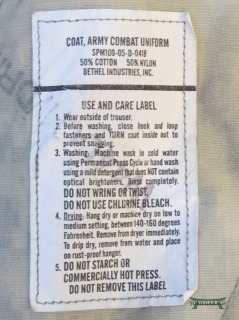 COAT, ARMY COMBAT UNIFORM
SPM100-05-D-0418
50% COTTON 50% NYLON
BETHEL INDUSTRIES, INC.
USE AND CARE LABEL
1. Wear outside of trouser.
2. Before washing, close hook and loop
fasteners and TURN coat inside out to
prevent snagging.
3. Washing: Machine wash in cold water
using Permanent Press Cycle or hand wash
using a mild detergent that does NOT contain
optical brighteners. Rinse completely.
DO NOT WRING or TWIST.
DO NOT USE CHLORINE BLEACH.
4. Drying: Hang dry or machine dry on low to
medium setting, between 140-160 degrees
Fahrenheit. Remove from dryer immediately.
To drip dry, remove from water and place
on rust-proof hanger.
5. DO NOT STARCH OR
COMMERCIALLY HOT PRESS.
DO NOT REMOVE THIS LABEL